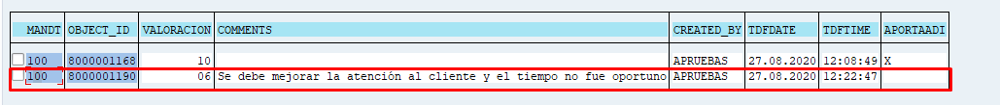 MANDT OBJECT_ID VALORACION COMMENTS CREATED_BY TDFDATE TDFTIME APORTAADI
100 8000001168 10 APRUEBAS 27.08.2020 12:08:49 X
100 8000001190 06 Se debe mejorar la atención al cliente y el tiempo no fue oportuno APRUEBAS 27.08.2020 12:22:47